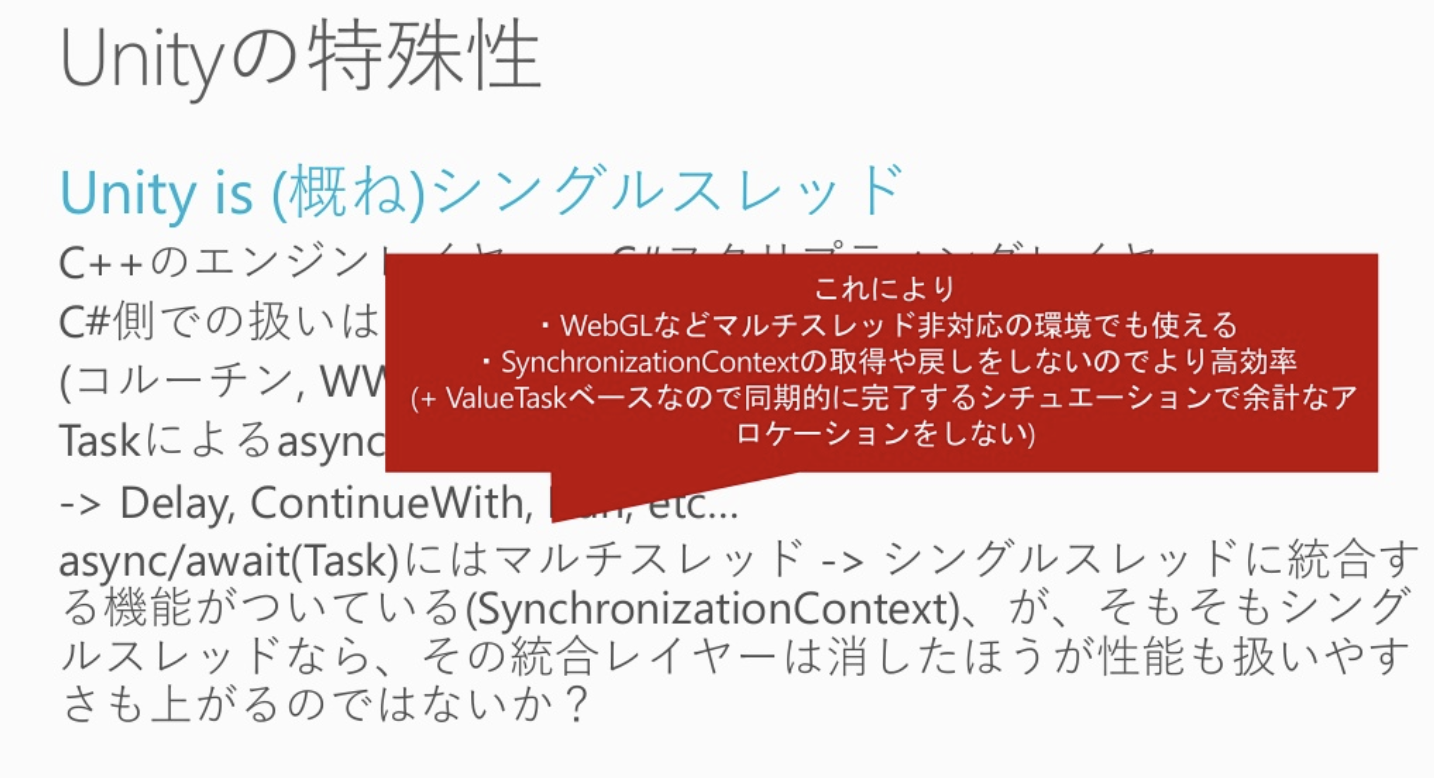 Unityの特殊性
Unity is (概ね)シングルスレッド
C++のエンジンレイヤ C#スクリプティングレイヤ
C#側での扱いは
(コルーチン,
Taskによるasync
これにより
・WebGLなどマルチスレッド非対応の環境でも使える
・SynchronizationContextの取得や戻しをしないのでより高効率
(+ ValueTaskベースなので同期的に完了するシチュエーションで余計なア
ロケーションをしない)
-> Delay, ContinueWith, etc...
async/await(Task)にはマルチスレッド -> シングルスレッドに統合す
る機能がついている(SynchronizationContext)、が、そもそもシング
ルスレッドなら、その統合レイヤーは消したほうが性能も扱いやす
さも上がるのではないか？